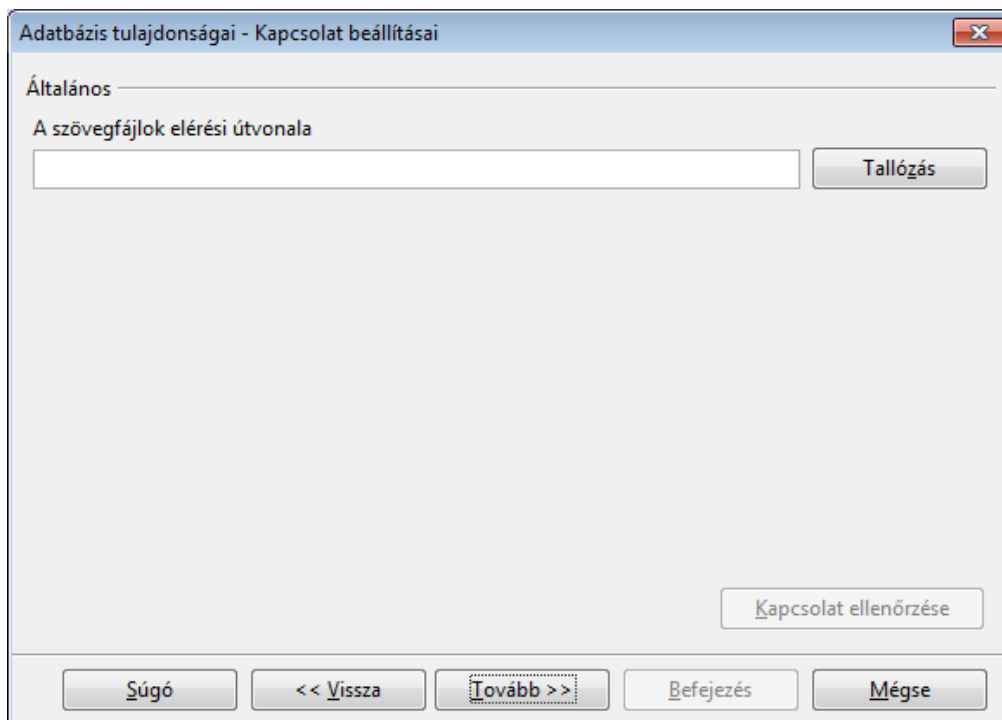 Adatbázis tulajdonságai - Kapcsolat beállításai
Általános
A szövegfájlok elérési útvonala
Tallózás
Kapcsolat ellenőrzése
Súgó << Vissza Tovább >> Befejezés Mégse